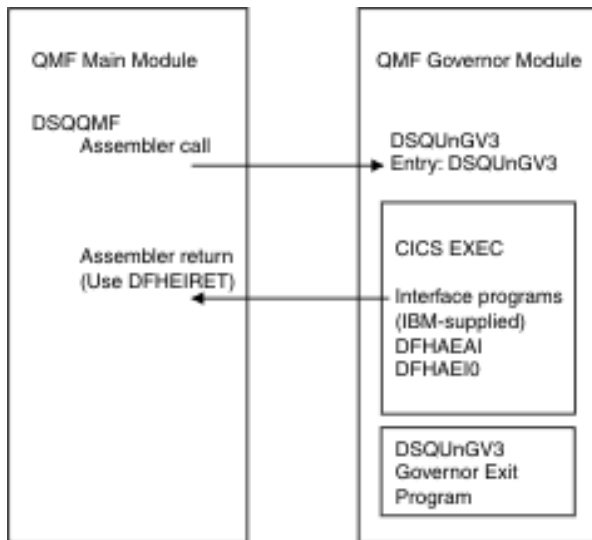 QMF Main Module
DSQQMF
Assembler call
Assembler return
(Use DFHEIRET)
QMF Governor Module
DSQUnGV3
Entry: DSQUnGV3
CICS EXEC
Interface programs
(IBM-supplied)
DFHAEAI
DFHAEI0
DSQUnGV3
Governor Exit
Program